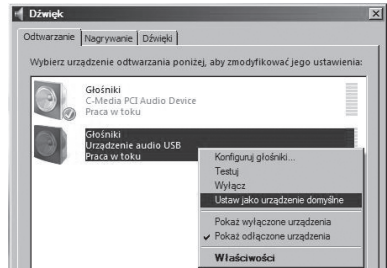 Dźwięk
Odtwarzanie Nagrywanie Dźwięki
Wybierz urządzenie odtwarzania poniżej, aby zmodyfikować jego ustawienia:
Głośniki
C-Media PCI Audio Device
Praca w toku
Głośniki
Urządzenie audio USB
Praca w toku
Konfiguruj głośniki...
Testuj
Wyłącz
Ustaw jako urządzenie domyślne
Pokaż wyłączone urządzenia
Pokaż odłączone urządzenia
Właściwości